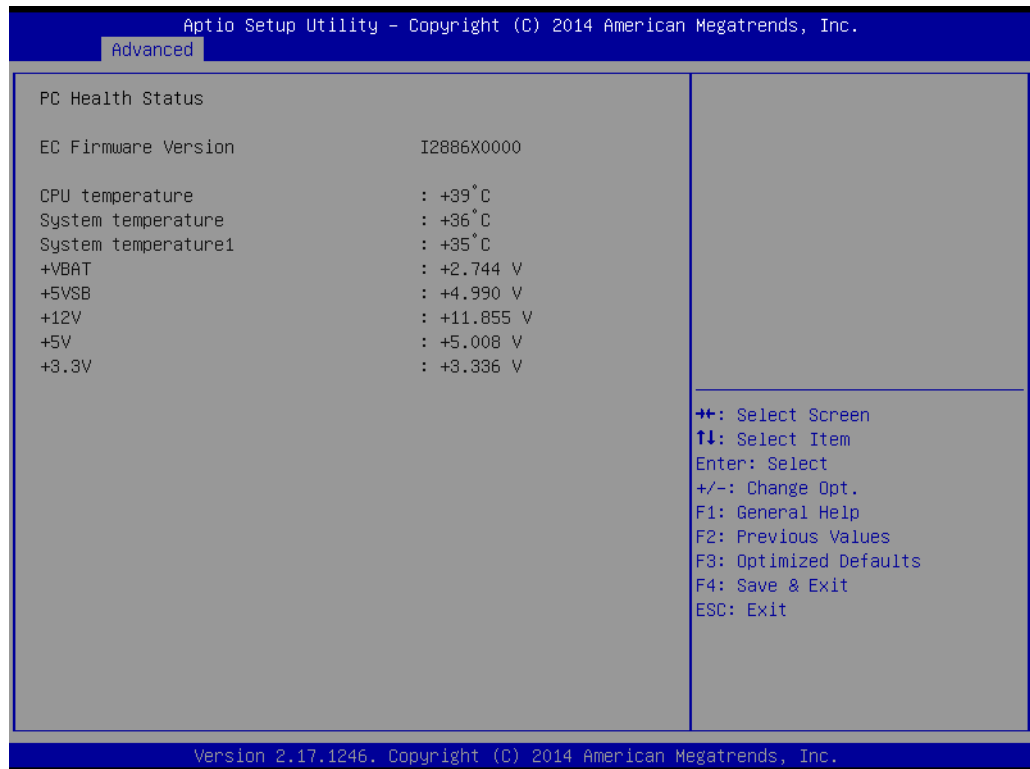 Aptio Setup Utility – Copyright (C) 2014 American Megatrends, Inc.
Advanced
PC Health Status
EC Firmware Version I2886X0000
CPU temperature : +39°C
System temperature : +36°C
System temperature1 : +35°C
+VBAT : +2.744 V
+5VSB : +4.990 V
+12V : +11.855 V
+5V : +5.008 V
+3.3V : +3.336 V
→←: Select Screen
↑↓: Select Item
Enter: Select
+/-: Change Opt.
F1: General Help
F2: Previous Values
F3: Optimized Defaults
F4: Save & Exit
ESC: Exit
Version 2.17.1246. Copyright (C) 2014 American Megatrends, Inc.